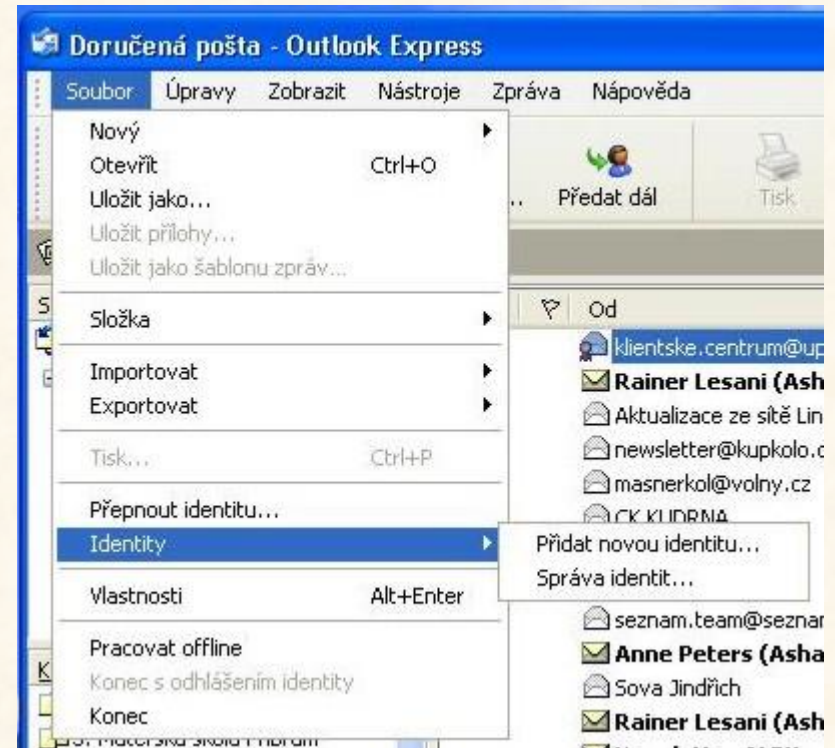 Doručená pošta - Outlook Express
Soubor Úpravy Zobrazit Nástroje Zpráva Nápověda
Nový
Otevřít Ctrl+O
Uložit jako...
Uložit přílohy...
Uložit jako šablonu zpráv...
Složka
Importovat
Exportovat
Tisk... Ctrl+P
Přepnout identitu...
Identity
Vlastnosti Alt+Enter
Pracovat offline
Konec s odhlášením identity
Konec
Přidat novou identitu...
Správa identit...
.. Předat dál Tisk
S
Od
klientske.centrum@up
Rainer Lesani (Ash
Aktualizace ze sítě Lin
newsletter@kupkolo.c
masnerkol@volny.cz
CK KUDRNA
seznam.team@seznar
Anne Peters (Asha
Sova Jindřich
Rainer Lesani (Ash
K